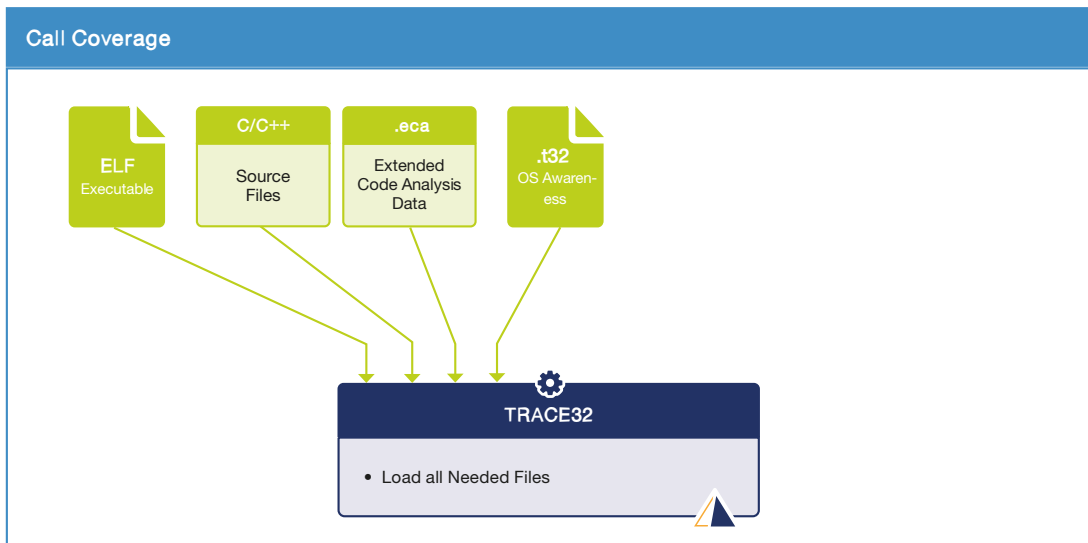 Call Coverage
ELF
Executable
C/C++
Source
Files
.eca
Extended
Code Analysis
Data
.t32
OS Awaren-
ess
TRACE32
• Load all Needed Files